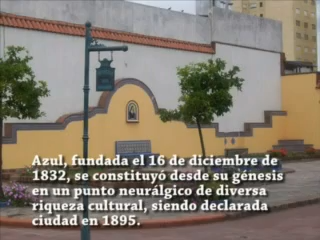 Azul, fundada el 16 de diciembre de
1832, se constituyó desde su génesis
en un punto neurálgico de diversa
riqueza cultural, siendo declarada
ciudad en 1895.